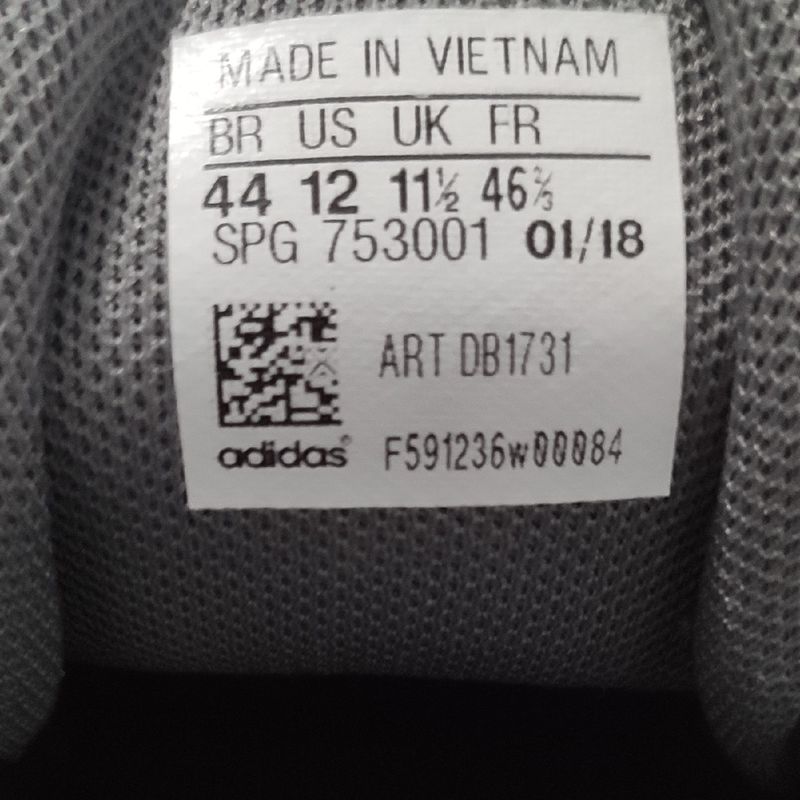 MADE IN VIETNAM
BR US UK FR
44 12 11½ 46⅔
SPG 753001 01/18
ART DB1731
adidas® F591236w00084